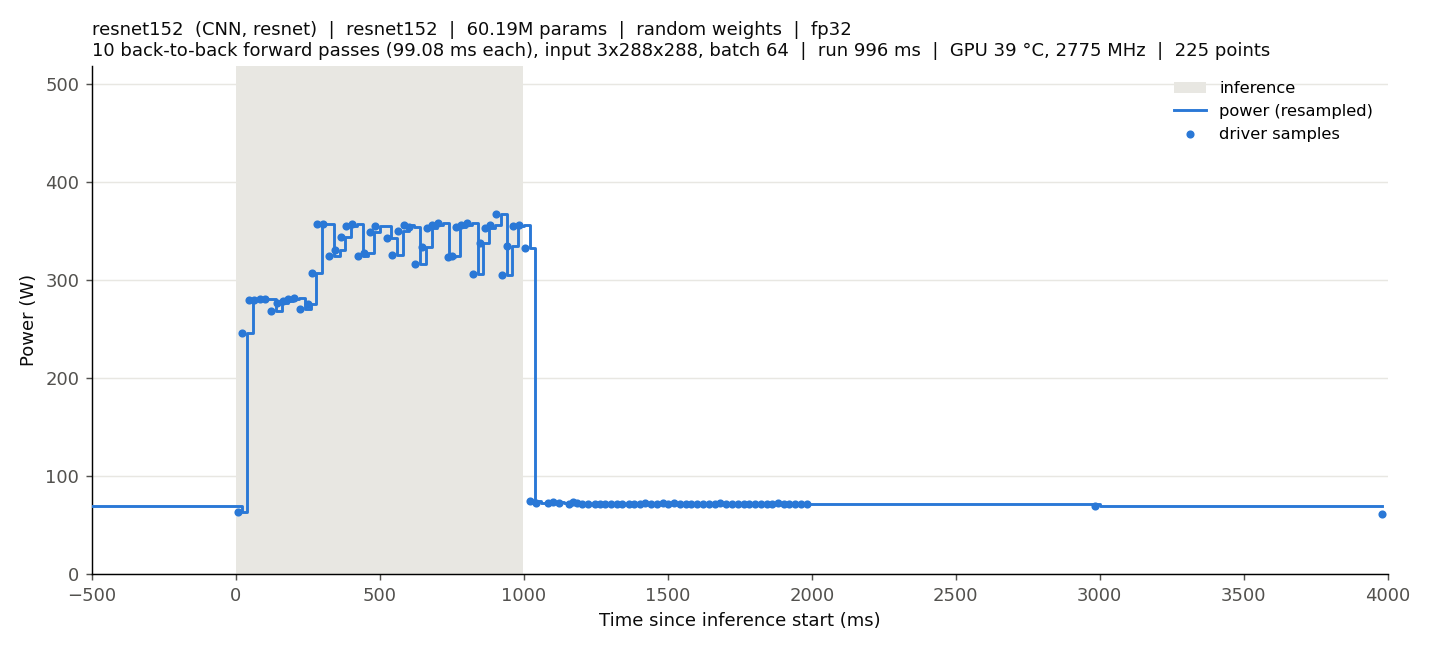 resnet152  (CNN, resnet)  |  resnet152  |  60.19M params  |  random weights  |  fp32
10 back-to-back forward passes (99.08 ms each), input 3x288x288, batch 64  |  run 996 ms  |  GPU 39 °C, 2775 MHz  |  225 points
inference
power (resampled)
driver samples
Power (W)
500
400
300
200
100
0
−500
0
500
1000
1500
2000
2500
3000
3500
4000
Time since inference start (ms)